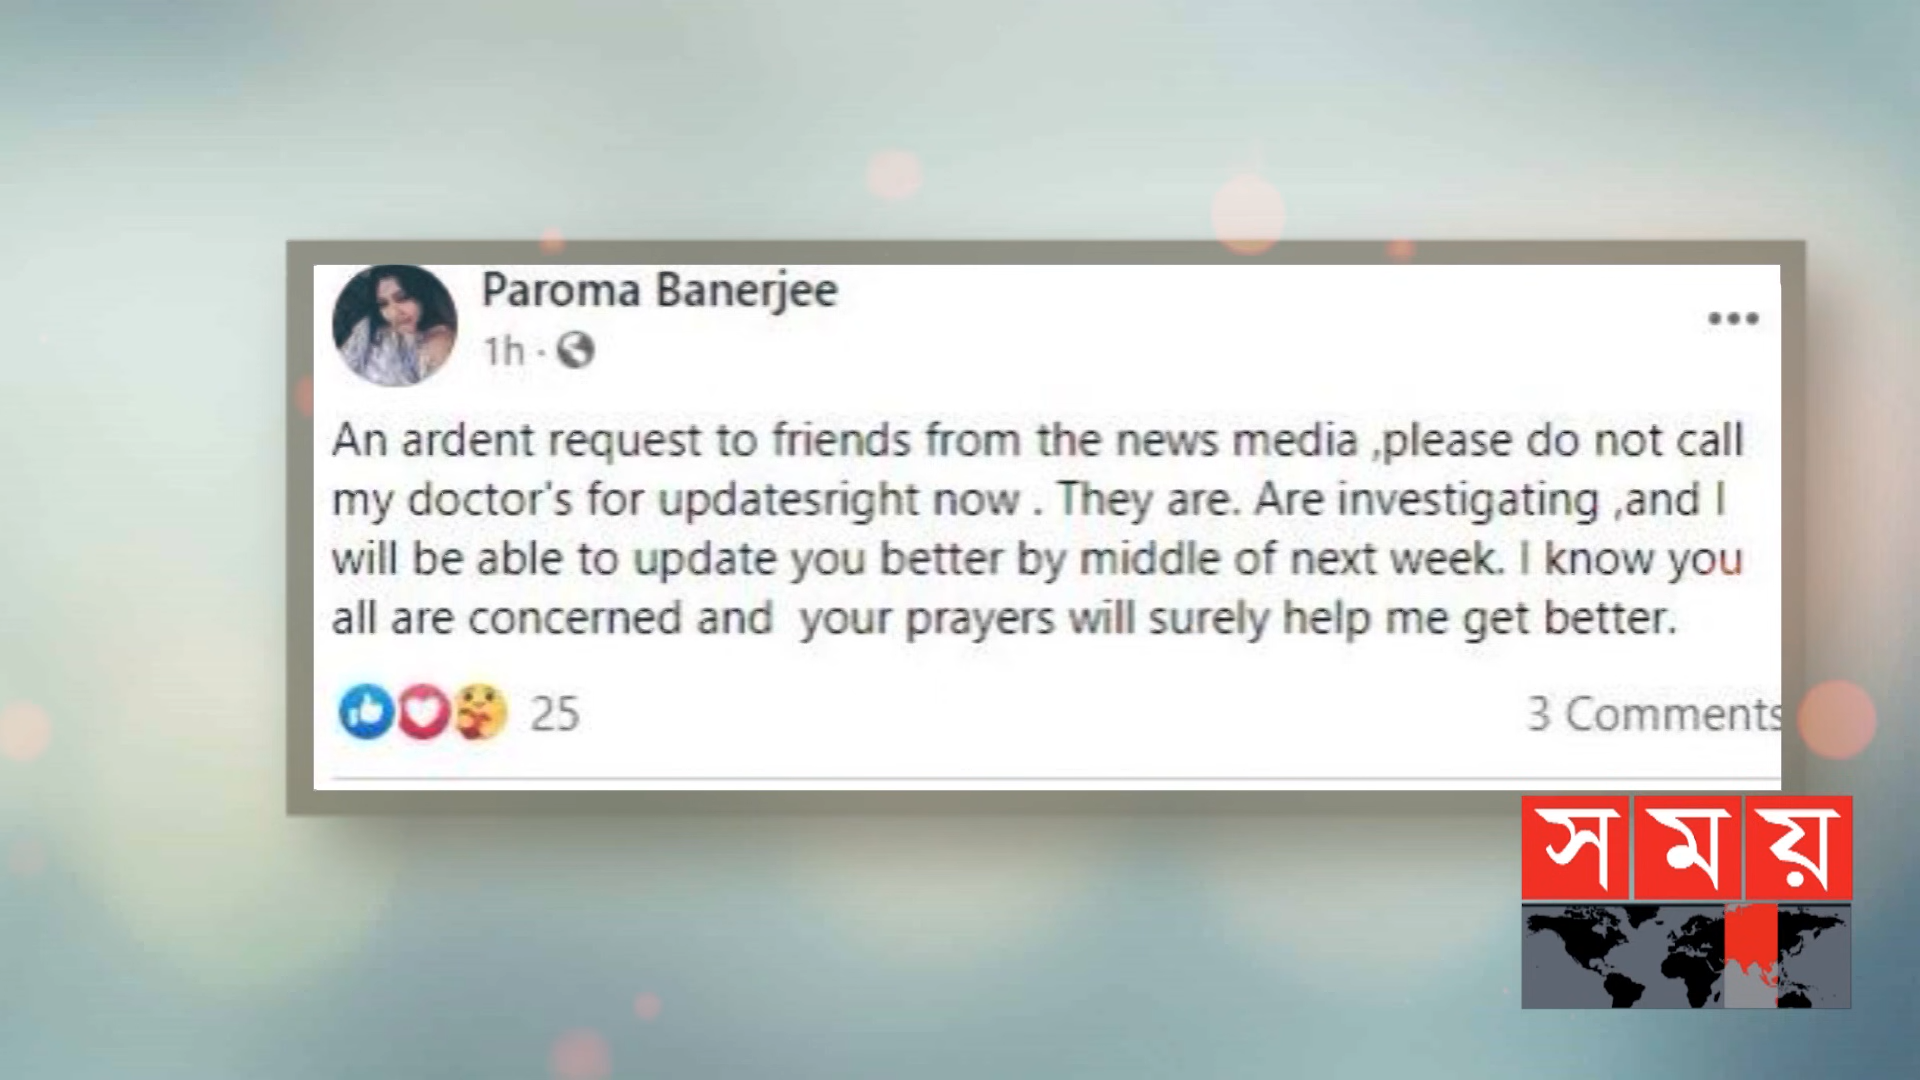 Paroma Banerjee
1h ·
An ardent request to friends from the news media ,please do not call
my doctor's for updatesright now . They are. Are investigating ,and I
will be able to update you better by middle of next week. I know you
all are concerned and  your prayers will surely help me get better.
25
3 Comments
সময়